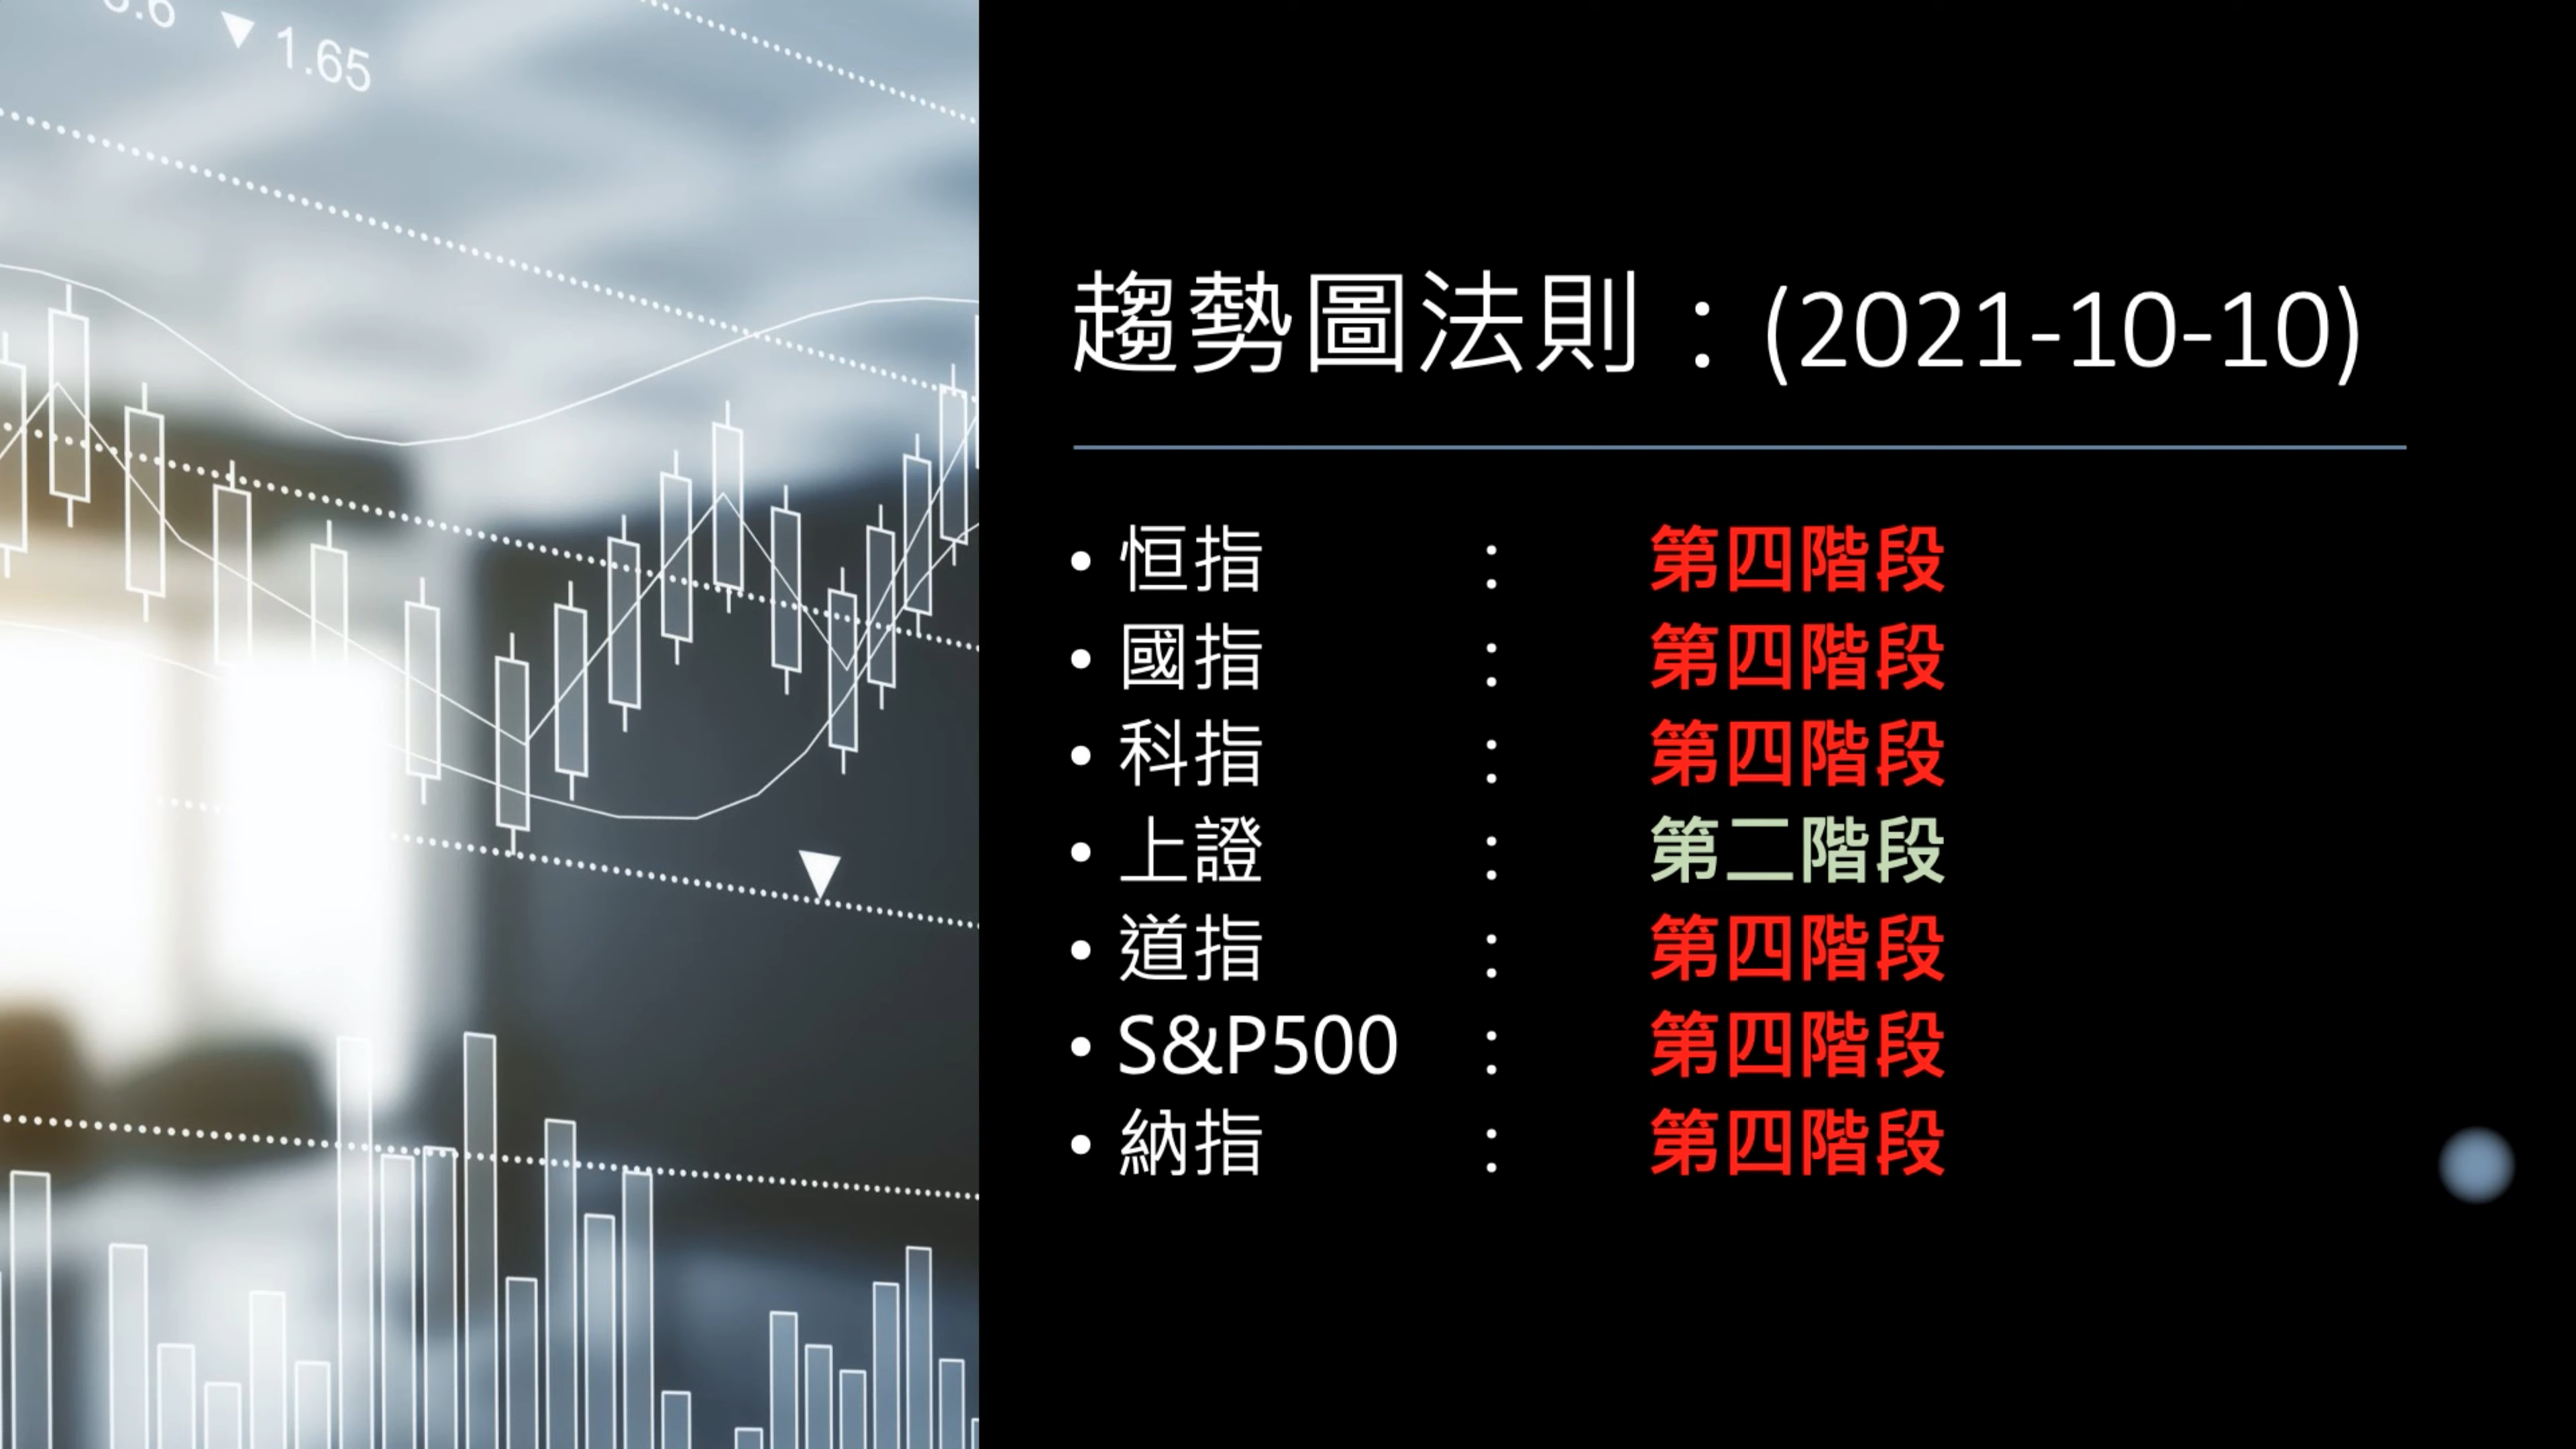 ▼ 1.65
趨勢圖法則：(2021-10-10)
• 恒指 : 第四階段
• 國指 : 第四階段
• 科指 : 第四階段
• 上證 : 第二階段
• 道指 : 第四階段
• S&P500 : 第四階段
• 納指 : 第四階段